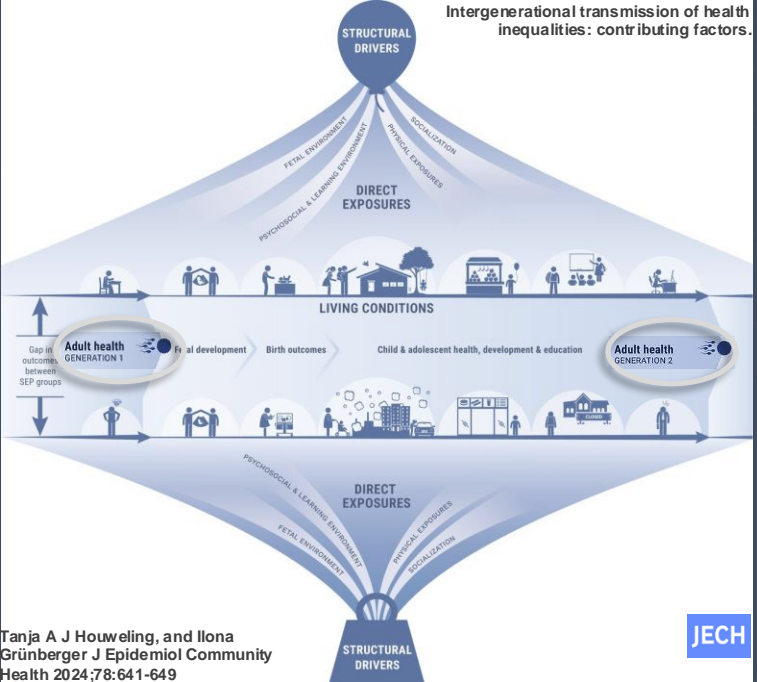 Intergenerational transmission of health
inequalities: contributing factors.
STRUCTURAL
DRIVERS
FETAL ENVIRONMENT
PSYCHOSOCIAL & LEARNING ENVIRONMENT
PHYSICAL EXPOSURES
SOCIALIZATION
DIRECT
EXPOSURES
LIVING CONDITIONS
Gap in
outcomes
between
SEP groups
Adult health
GENERATION 1
development
Birth outcomes
Child & adolescent health, development & education
Adult health
GENERATION 2
CLOSED
DIRECT
EXPOSURES
PSYCHOSOCIAL & LEARNING ENVIRONMENT
FETAL ENVIRONMENT
PHYSICAL EXPOSURES
SOCIALIZATION
STRUCTURAL
DRIVERS
Tanja A J Houweling, and Ilona
Grünberger J Epidemiol Community
Health 2024;78:641-649
JECH